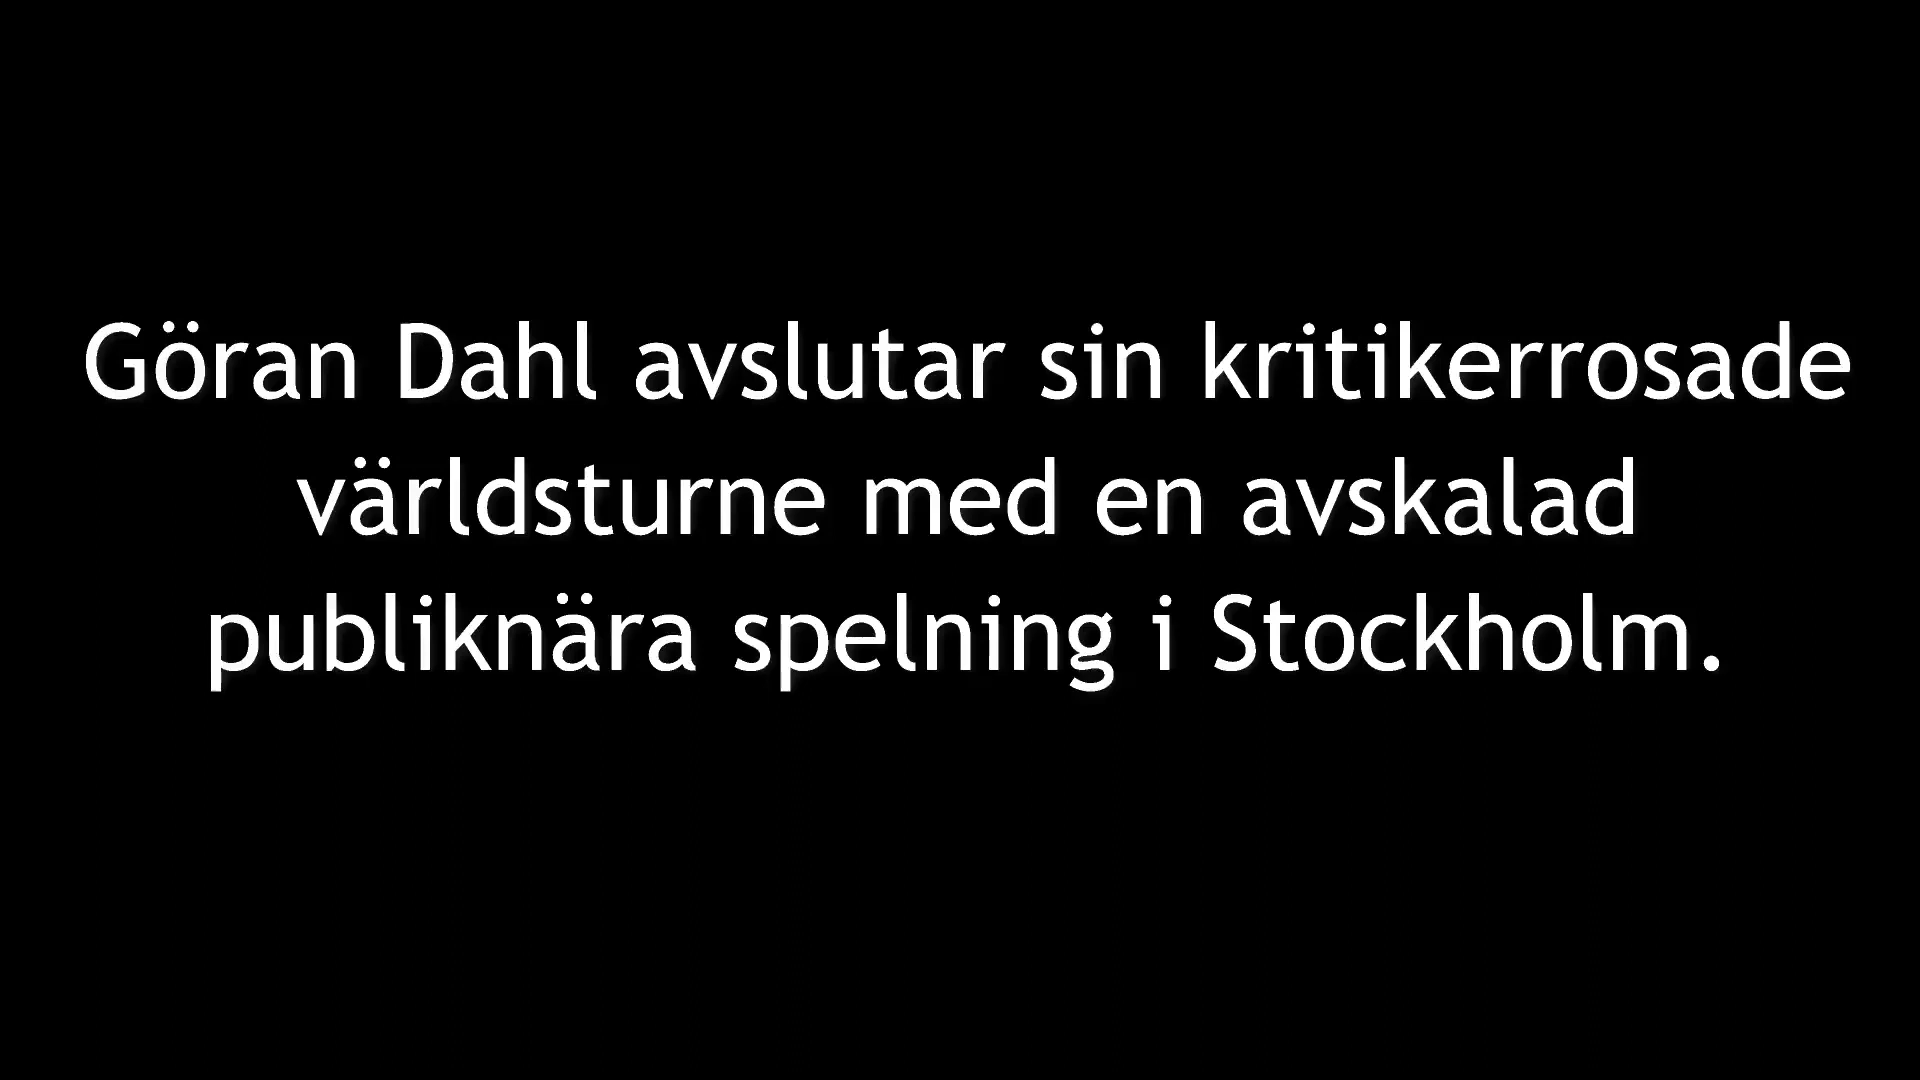 Göran Dahl avslutar sin kritikerrosade
världsturne med en avskalad
publiknära spelning i Stockholm.